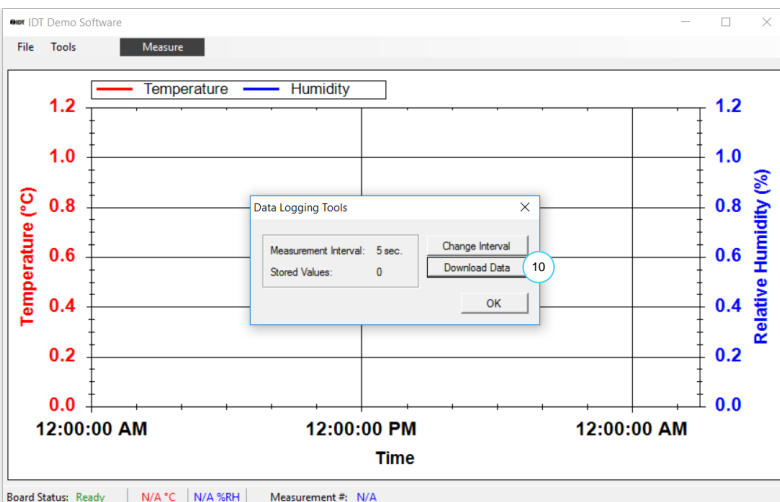 IDT IDT Demo Software
File Tools Measure
Temperature Humidity
1.2 1.2
1.0 1.0
0.8 0.8
0.6 0.6
0.4 0.4
0.2 0.2
0.0 0.0
Temperature (°C)
Relative Humidity (%)
Data Logging Tools
Measurement Interval: 5 sec.
Stored Values: 0
Change Interval
Download Data 10
OK
12:00:00 AM 12:00:00 PM 12:00:00 AM
Time
Board Status: Ready N/A °C N/A %RH Measurement #: N/A